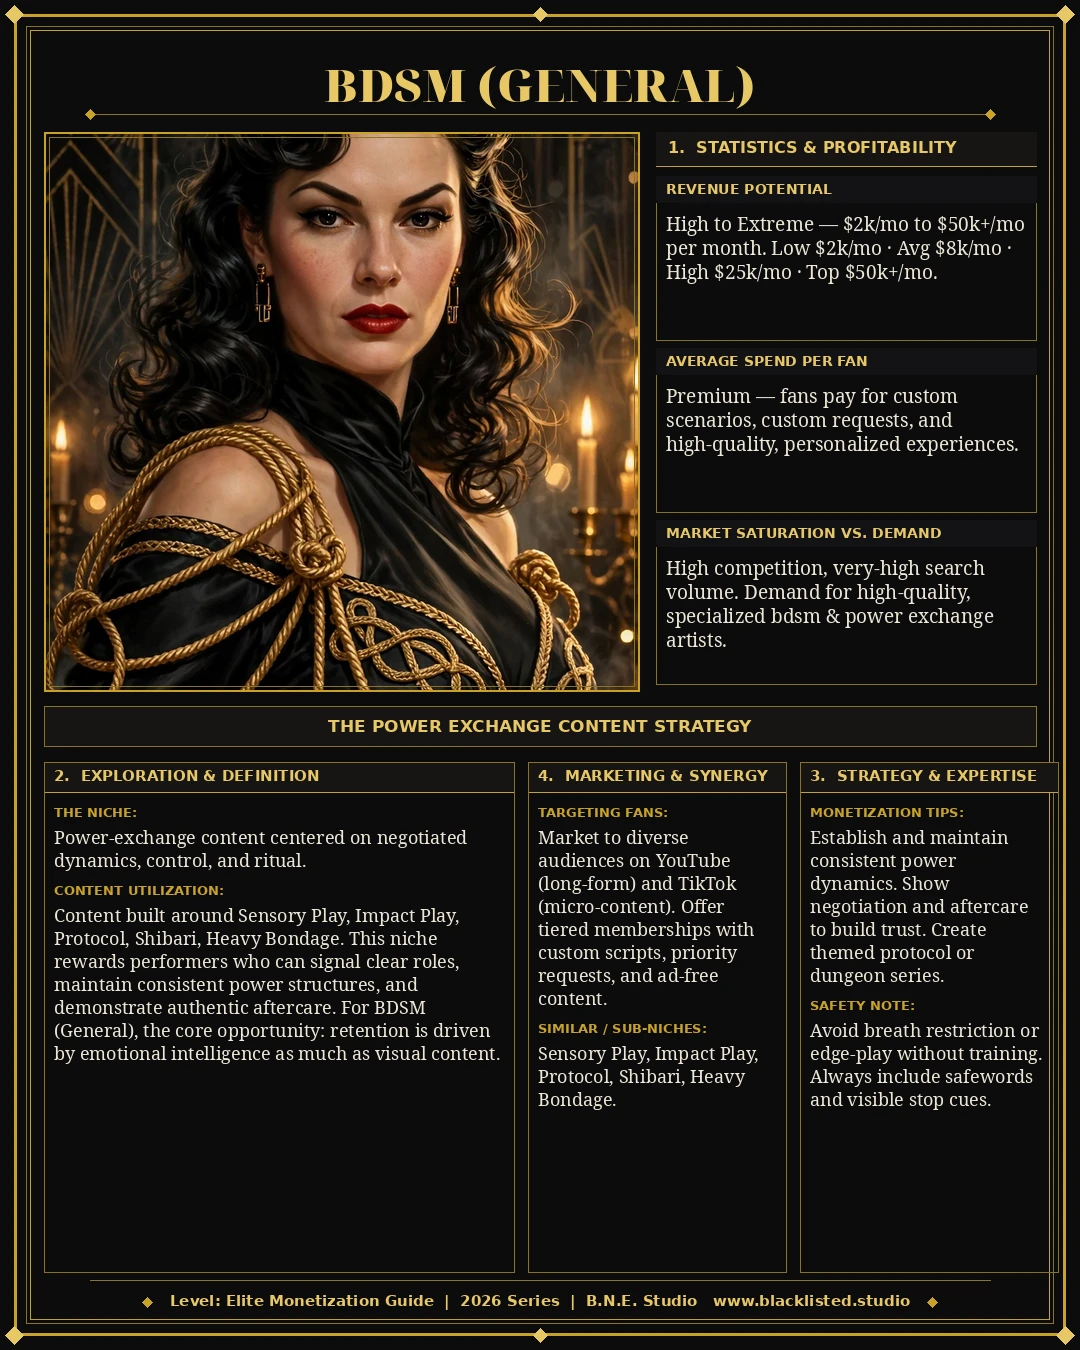 BDSM (GENERAL)
1. STATISTICS & PROFITABILITY
REVENUE POTENTIAL
High to Extreme — $2k/mo to $50k+/mo
per month. Low $2k/mo · Avg $8k/mo ·
High $25k/mo · Top $50k+/mo.
AVERAGE SPEND PER FAN
Premium — fans pay for custom
scenarios, custom requests, and
high-quality, personalized experiences.
MARKET SATURATION VS. DEMAND
High competition, very-high search
volume. Demand for high-quality,
specialized bdsm & power exchange
artists.
THE POWER EXCHANGE CONTENT STRATEGY
2. EXPLORATION & DEFINITION
THE NICHE:
Power-exchange content centered on negotiated
dynamics, control, and ritual.
CONTENT UTILIZATION:
Content built around Sensory Play, Impact Play,
Protocol, Shibari, Heavy Bondage. This niche
rewards performers who can signal clear roles,
maintain consistent power structures, and
demonstrate authentic aftercare. For BDSM
(General), the core opportunity: retention is driven
by emotional intelligence as much as visual content.
4. MARKETING & SYNERGY
TARGETING FANS:
Market to diverse
audiences on YouTube
(long-form) and TikTok
(micro-content). Offer
tiered memberships with
custom scripts, priority
requests, and ad-free
content.
SIMILAR / SUB-NICHES:
Sensory Play, Impact Play,
Protocol, Shibari, Heavy
Bondage.
3. STRATEGY & EXPERTISE
MONETIZATION TIPS:
Establish and maintain
consistent power
dynamics. Show
negotiation and aftercare
to build trust. Create
themed protocol or
dungeon series.
SAFETY NOTE:
Avoid breath restriction or
edge-play without training.
Always include safewords
and visible stop cues.
Level: Elite Monetization Guide | 2026 Series | B.N.E. Studio www.blacklisted.studio